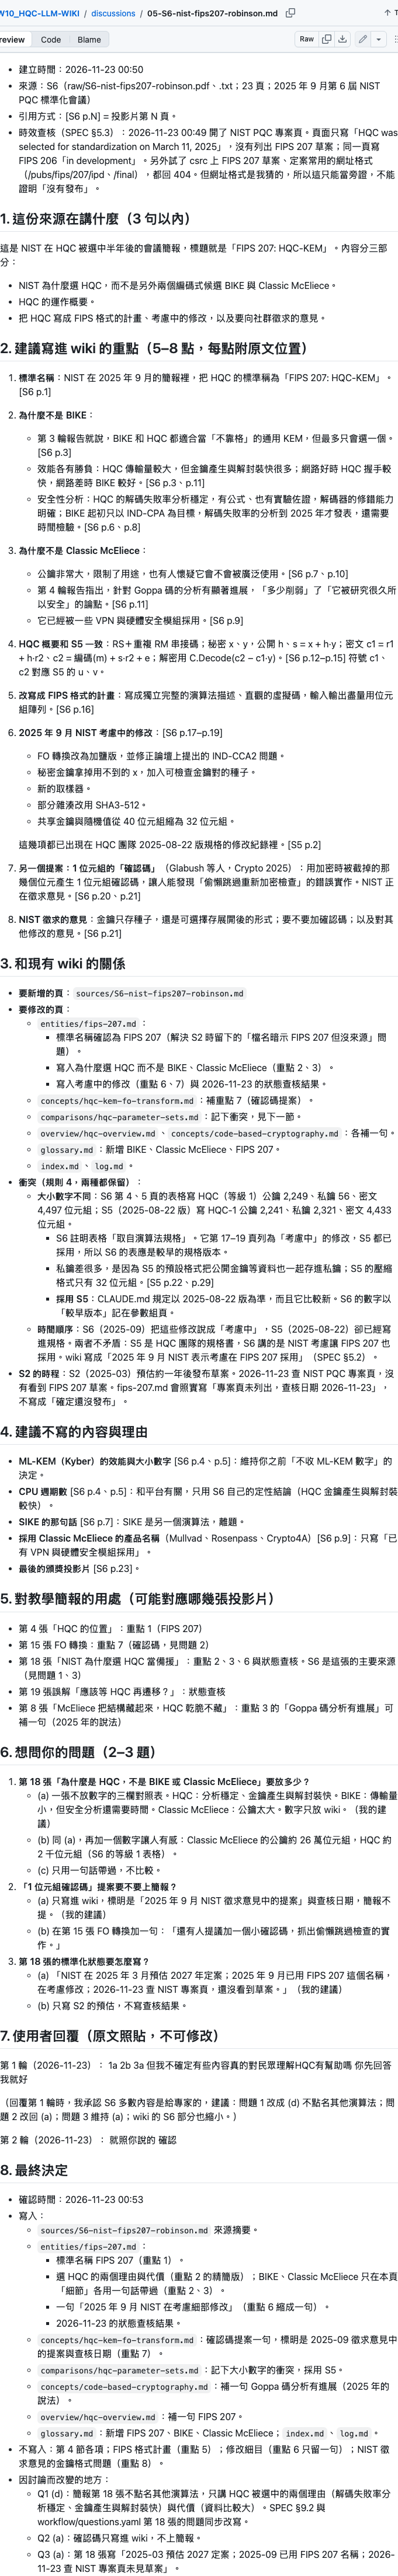 W10_HQC-LLM-WIKI / discussions / 05-S6-nist-fips207-robinson.md
review Code Blame Raw
• 建立時間：2026-11-23 00:50
• 來源：S6（raw/S6-nist-fips207-robinson.pdf、.txt；23 頁；2025 年 9 月第 6 屆 NIST
PQC 標準化會議）
• 引用方式：[S6 p.N] = 投影片第 N 頁。
• 時效查核（SPEC §5.3）：2026-11-23 00:49 開了 NIST PQC 專案頁。頁面只寫「HQC was
selected for standardization on March 11, 2025」，沒有列出 FIPS 207 草案；同一頁寫
FIPS 206「in development」。另外試了 csrc 上 FIPS 207 草案、定案常用的網址格式
（/pubs/fips/207/ipd、/final），都回 404。但網址格式是我猜的，所以這只能當旁證，不能
證明「沒有發布」。
1. 這份來源在講什麼（3 句以內）
這是 NIST 在 HQC 被選中半年後的會議簡報，標題就是「FIPS 207: HQC-KEM」。內容分三部
分：
• NIST 為什麼選 HQC，而不是另外兩個編碼式候選 BIKE 與 Classic McEliece。
• HQC 的運作概要。
• 把 HQC 寫成 FIPS 格式的計畫、考慮中的修改，以及要向社群徵求的意見。
2. 建議寫進 wiki 的重點（5–8 點，每點附原文位置）
1. 標準名稱：NIST 在 2025 年 9 月的簡報裡，把 HQC 的標準稱為「FIPS 207: HQC-KEM」。
[S6 p.1]
2. 為什麼不是 BIKE：
◦ 第 3 輪報告就說，BIKE 和 HQC 都適合當「不靠格」的通用 KEM，但最多只會選一個。
[S6 p.3]
◦ 效能各有勝負：HQC 傳輸量較大，但金鑰產生與解封裝快很多；網路好時 HQC 握手較
快，網路差時 BIKE 較好。[S6 p.3、p.11]
◦ 安全性分析：HQC 的解碼失敗率分析穩定，有公式、也有實驗佐證，解碼器的修錯能力
明確；BIKE 起初只以 IND-CPA 為目標，解碼失敗率的分析到 2025 年才發表，還需要
時間檢驗。[S6 p.6、p.8]
3. 為什麼不是 Classic McEliece：
◦ 公鑰非常大，限制了用途，也有人懷疑它會不會被廣泛使用。[S6 p.7、p.10]
◦ 第 4 輪報告指出，針對 Goppa 碼的分析有顯著進展，「多少削弱」了「它被研究很久所
以安全」的論點。[S6 p.11]
◦ 它已經被一些 VPN 與硬體安全模組採用。[S6 p.9]
4. HQC 概要和 S5 一致：RS＋重複 RM 串接碼；秘密 x、y，公開 h、s = x + h·y；密文 c1 = r1
+ h·r2、c2 = 編碼(m) + s·r2 + e；解密用 C.Decode(c2 − c1·y)。[S6 p.12–p.15] 符號 c1、
c2 對應 S5 的 u、v。
5. 改寫成 FIPS 格式的計畫：寫成獨立完整的演算法描述、直觀的虛擬碼，輸入輸出盡量用位元
組陣列。[S6 p.16]
6. 2025 年 9 月 NIST 考慮中的修改：[S6 p.17–p.19]
◦ FO 轉換改為加鹽版，並修正論壇上提出的 IND-CCA2 問題。
◦ 秘密金鑰拿掉用不到的 x，加入可檢查金鑰對的種子。
◦ 新的取樣器。
◦ 部分雜湊改用 SHA3-512。
◦ 共享金鑰與隨機值從 40 位元組縮為 32 位元組。
這幾項都已出現在 HQC 團隊 2025-08-22 版規格的修改紀錄裡。[S5 p.2]
7. 另一個提案：1 位元組的「確認碼」（Glabush 等人，Crypto 2025）：用加密時被截掉的那
幾個位元產生 1 位元組確認碼，讓人能發現「偷懶跳過重新加密檢查」的錯誤實作。NIST 正
在徵求意見。[S6 p.20、p.21]
8. NIST 徵求的意見：金鑰只存種子，還是可選擇存展開後的形式；要不要加確認碼；以及對其
他修改的意見。[S6 p.21]
3. 和現有 wiki 的關係
• 要新增的頁：sources/S6-nist-fips207-robinson.md
• 要修改的頁：
◦ entities/fips-207.md：
▪ 標準名稱確認為 FIPS 207（解決 S2 時留下的「檔名暗示 FIPS 207 但沒來源」問
題）。
▪ 寫入為什麼選 HQC 而不是 BIKE、Classic McEliece（重點 2、3）。
▪ 寫入考慮中的修改（重點 6、7）與 2026-11-23 的狀態查核結果。
◦ concepts/hqc-kem-fo-transform.md：補重點 7（確認碼提案）。
◦ comparisons/hqc-parameter-sets.md：記下衝突，見下一節。
◦ overview/hqc-overview.md、concepts/code-based-cryptography.md：各補一句。
◦ glossary.md：新增 BIKE、Classic McEliece、FIPS 207。
◦ index.md、log.md。
• 衝突（規則 4，兩種都保留）：
◦ 大小數字不同：S6 第 4、5 頁的表格寫 HQC（等級 1）公鑰 2,249、私鑰 56、密文
4,497 位元組；S5（2025-08-22 版）寫 HQC-1 公鑰 2,241、私鑰 2,321、密文 4,433
位元組。
▪ S6 註明表格「取自演算法規格」。它第 17–19 頁列為「考慮中」的修改，S5 都已
採用，所以 S6 的表應是較早的規格版本。
▪ 私鑰差很多，是因為 S5 的預設格式把公開金鑰等資料也一起存進私鑰；S5 的壓縮
格式只有 32 位元組。[S5 p.22、p.29]
▪ 採用 S5：CLAUDE.md 規定以 2025-08-22 版為準，而且它比較新。S6 的數字以
「較早版本」記在參數組頁。
◦ 時間順序：S6（2025-09）把這些修改說成「考慮中」，S5（2025-08-22）卻已經寫
進規格。兩者不矛盾：S5 是 HQC 團隊的規格書，S6 講的是 NIST 考慮讓 FIPS 207 也
採用。wiki 寫成「2025 年 9 月 NIST 表示考慮在 FIPS 207 採用」（SPEC §5.2）。
• S2 的時程：S2（2025-03）預估約一年後發布草案。2026-11-23 查 NIST PQC 專案頁，沒
有看到 FIPS 207 草案。fips-207.md 會照實寫「專案頁未列出，查核日期 2026-11-23」，
不寫成「確定還沒發布」。
4. 建議不寫的內容與理由
• ML-KEM（Kyber）的效能與大小數字 [S6 p.4、p.5]：維持你之前「不收 ML-KEM 數字」的
決定。
• CPU 週期數 [S6 p.4、p.5]：和平台有關，只用 S6 自己的定性結論（HQC 金鑰產生與解封裝
較快）。
• SIKE 的那句話 [S6 p.7]：SIKE 是另一個演算法，離題。
• 採用 Classic McEliece 的產品名稱（Mullvad、Rosenpass、Crypto4A）[S6 p.9]：只寫「已
有 VPN 與硬體安全模組採用」。
• 最後的頒獎投影片 [S6 p.23]。
5. 對教學簡報的用處（可能對應哪幾張投影片）
• 第 4 張「HQC 的位置」：重點 1（FIPS 207）
• 第 15 張 FO 轉換：重點 7（確認碼，見問題 2）
• 第 18 張「NIST 為什麼選 HQC 當備援」：重點 2、3、6 與狀態查核。S6 是這張的主要來源
（見問題 1、3）
• 第 19 張誤解「應該等 HQC 再遷移？」：狀態查核
• 第 8 張「McEliece 把結構藏起來，HQC 乾脆不藏」：重點 3 的「Goppa 碼分析有進展」可
補一句（2025 年的說法）
6. 想問你的問題（2–3 題）
1. 第 18 張「為什麼是 HQC，不是 BIKE 或 Classic McEliece」要放多少？
◦ (a) 一張不放數字的三欄對照表。HQC：分析穩定、金鑰產生與解封裝快。BIKE：傳輸量
小，但安全分析還需要時間。Classic McEliece：公鑰太大。數字只放 wiki。（我的建
議）
◦ (b) 同 (a)，再加一個數字讓人有感：Classic McEliece 的公鑰約 26 萬位元組，HQC 約
2 千位元組（S6 的等級 1 表格）。
◦ (c) 只用一句話帶過，不比較。
2. 「1 位元組確認碼」提案要不要上簡報？
◦ (a) 只寫進 wiki，標明是「2025 年 9 月 NIST 徵求意見中的提案」與查核日期，簡報不
提。（我的建議）
◦ (b) 在第 15 張 FO 轉換加一句：「還有人提議加一個小確認碼，抓出偷懶跳過檢查的實
作。」
3. 第 18 張的標準化狀態要怎麼寫？
◦ (a) 「NIST 在 2025 年 3 月預估 2027 年定案；2025 年 9 月已用 FIPS 207 這個名稱，
在考慮修改；2026-11-23 查 NIST 專案頁，還沒看到草案。」（我的建議）
◦ (b) 只寫 S2 的預估，不寫查核結果。
7. 使用者回覆（原文照貼，不可修改）
第 1 輪（2026-11-23）： 1a 2b 3a 但我不確定有些內容真的對民眾理解HQC有幫助嗎 你先回答
我就好
（回覆第 1 輪時，我承認 S6 多數內容是給專家的，建議：問題 1 改成 (d) 不點名其他演算法；問
題 2 改回 (a)；問題 3 維持 (a)；wiki 的 S6 部分也縮小。）
第 2 輪（2026-11-23）： 就照你說的 確認
8. 最終決定
• 確認時間：2026-11-23 00:53
• 寫入：
◦ sources/S6-nist-fips207-robinson.md 來源摘要。
◦ entities/fips-207.md：
▪ 標準名稱 FIPS 207（重點 1）。
▪ 選 HQC 的兩個理由與代價（重點 2 的精簡版）；BIKE、Classic McEliece 只在本頁
「細節」各用一句話帶過（重點 2、3）。
▪ 一句「2025 年 9 月 NIST 在考慮細部修改」（重點 6 縮成一句）。
▪ 2026-11-23 的狀態查核結果。
◦ concepts/hqc-kem-fo-transform.md：確認碼提案一句，標明是 2025-09 徵求意見中
的提案與查核日期（重點 7）。
◦ comparisons/hqc-parameter-sets.md：記下大小數字的衝突，採用 S5。
◦ concepts/code-based-cryptography.md：補一句 Goppa 碼分析有進展（2025 年的
說法）。
◦ overview/hqc-overview.md：補一句 FIPS 207。
◦ glossary.md：新增 FIPS 207、BIKE、Classic McEliece；index.md、log.md。
• 不寫入：第 4 節各項；FIPS 格式計畫（重點 5）；修改細目（重點 6 只留一句）；NIST 徵
求意見的金鑰格式問題（重點 8）。
• 因討論而改變的地方：
◦ Q1 (d)：簡報第 18 張不點名其他演算法，只講 HQC 被選中的兩個理由（解碼失敗率分
析穩定、金鑰產生與解封裝快）與代價（資料比較大）。SPEC §9.2 與
workflow/questions.yaml 第 18 張的問題同步改寫。
◦ Q2 (a)：確認碼只寫進 wiki，不上簡報。
◦ Q3 (a)：第 18 張寫「2025-03 預估 2027 定案；2025-09 已用 FIPS 207 名稱；2026-
11-23 查 NIST 專案頁未見草案」。